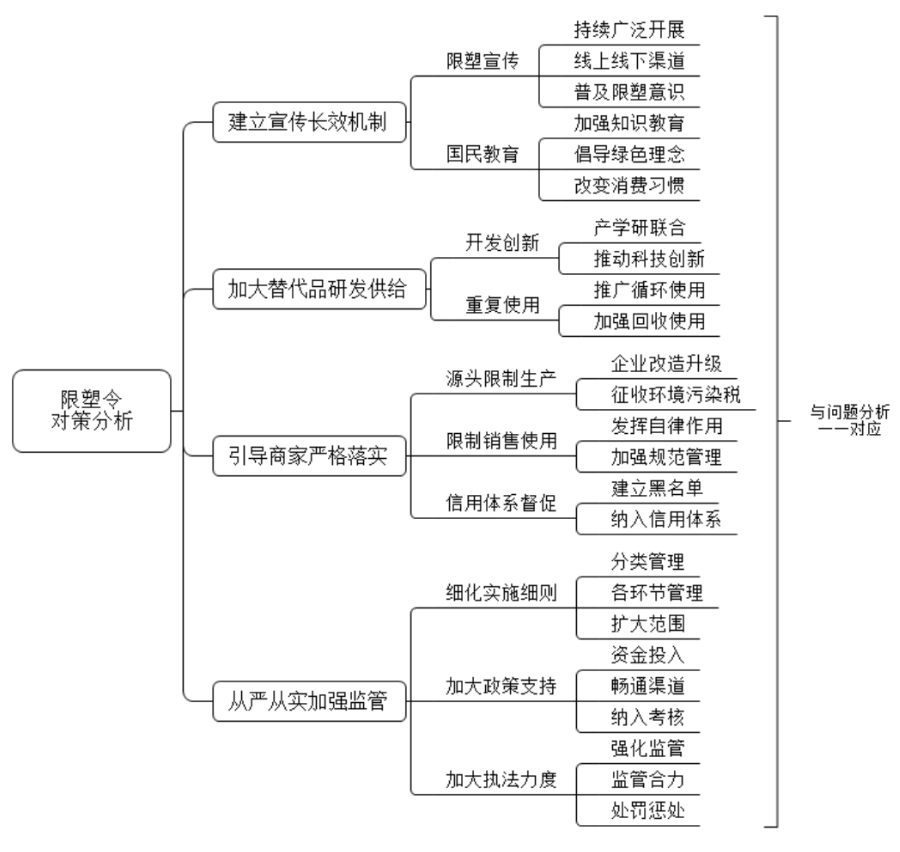 限塑令
对策分析
建立宣传长效机制
限塑宣传
持续广泛开展
线上线下渠道
普及限塑意识
国民教育
加强知识教育
倡导绿色理念
改变消费习惯
加大替代品研发供给
开发创新
产学研联合
推动科技创新
重复使用
推广循环使用
加强回收使用
引导商家严格落实
源头限制生产
企业改造升级
征收环境污染税
限制销售使用
发挥自律作用
加强规范管理
信用体系督促
建立黑名单
纳入信用体系
从严从实加强监管
细化实施细则
分类管理
各环节管理
扩大范围
加大政策支持
资金投入
畅通渠道
纳入考核
加大执法力度
强化监管
监管合力
处罚惩处
与问题分析
一一对应